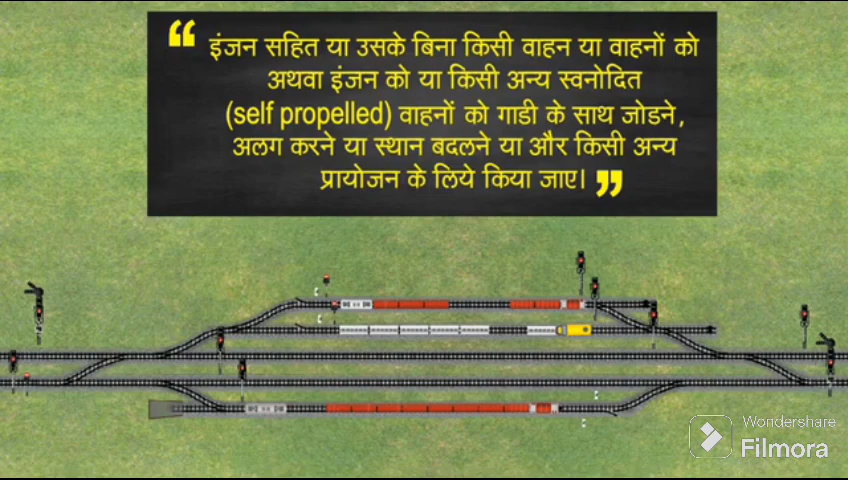 “ इंजन सहित या उसके बिना किसी वाहन या वाहनों को
अथवा इंजन को या किसी अन्य स्वनोदित
(self propelled) वाहनों को गाडी के साथ जोडने,
अलग करने या स्थान बदलने या और किसी अन्य
प्रायोजन के लिये किया जाए। ”
Wondershare
Filmora